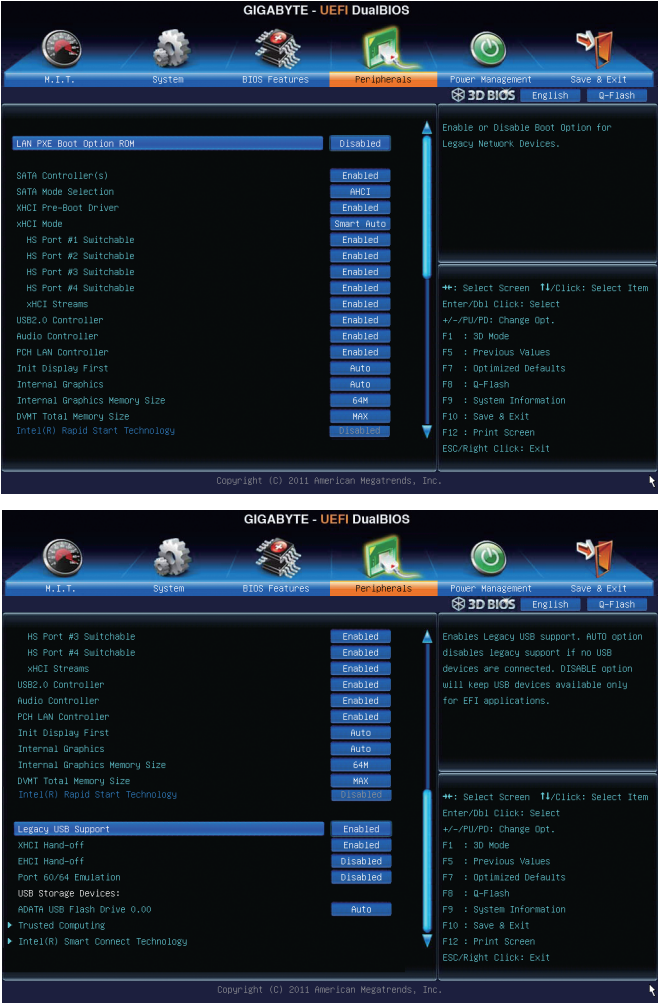 GIGABYTE - UEFI DualBIOS
M.I.T. System BIOS Features Peripherals Power Management Save & Exit
3D BIOS English Q-Flash
LAN PXE Boot Option ROM Disabled
SATA Controller(s) Enabled
SATA Mode Selection AHCI
XHCI Pre-Boot Driver Enabled
xHCI Mode Smart Auto
HS Port #1 Switchable Enabled
HS Port #2 Switchable Enabled
HS Port #3 Switchable Enabled
HS Port #4 Switchable Enabled
xHCI Streams Enabled
USB2.0 Controller Enabled
Audio Controller Enabled
PCH LAN Controller Enabled
Init Display First Auto
Internal Graphics Auto
Internal Graphics Memory Size 64M
DVMT Total Memory Size MAX
Intel(R) Rapid Start Technology Disabled
Enable or Disable Boot Option for
Legacy Network Devices.
→←: Select Screen ↑↓/Click: Select Item
Enter/Dbl Click: Select
+/-/PU/PD: Change Opt.
F1 : 3D Mode
F5 : Previous Values
F7 : Optimized Defaults
F8 : Q-Flash
F9 : System Information
F10 : Save & Exit
F12 : Print Screen
ESC/Right Click: Exit
Copyright (C) 2011 American Megatrends, Inc.
GIGABYTE - UEFI DualBIOS
M.I.T. System BIOS Features Peripherals Power Management Save & Exit
3D BIOS English Q-Flash
HS Port #3 Switchable Enabled
HS Port #4 Switchable Enabled
xHCI Streams Enabled
USB2.0 Controller Enabled
Audio Controller Enabled
PCH LAN Controller Enabled
Init Display First Auto
Internal Graphics Auto
Internal Graphics Memory Size 64M
DVMT Total Memory Size MAX
Intel(R) Rapid Start Technology Disabled
Legacy USB Support Enabled
XHCI Hand-off Enabled
EHCI Hand-off Disabled
Port 60/64 Emulation Disabled
USB Storage Devices:
ADATA USB Flash Drive 0.00 Auto
Trusted Computing
Intel(R) Smart Connect Technology
Enables Legacy USB support. AUTO option
disables legacy support if no USB
devices are connected. DISABLE option
will keep USB devices available only
for EFI applications.
→←: Select Screen ↑↓/Click: Select Item
Enter/Dbl Click: Select
+/-/PU/PD: Change Opt.
F1 : 3D Mode
F5 : Previous Values
F7 : Optimized Defaults
F8 : Q-Flash
F9 : System Information
F10 : Save & Exit
F12 : Print Screen
ESC/Right Click: Exit
Copyright (C) 2011 American Megatrends, Inc.